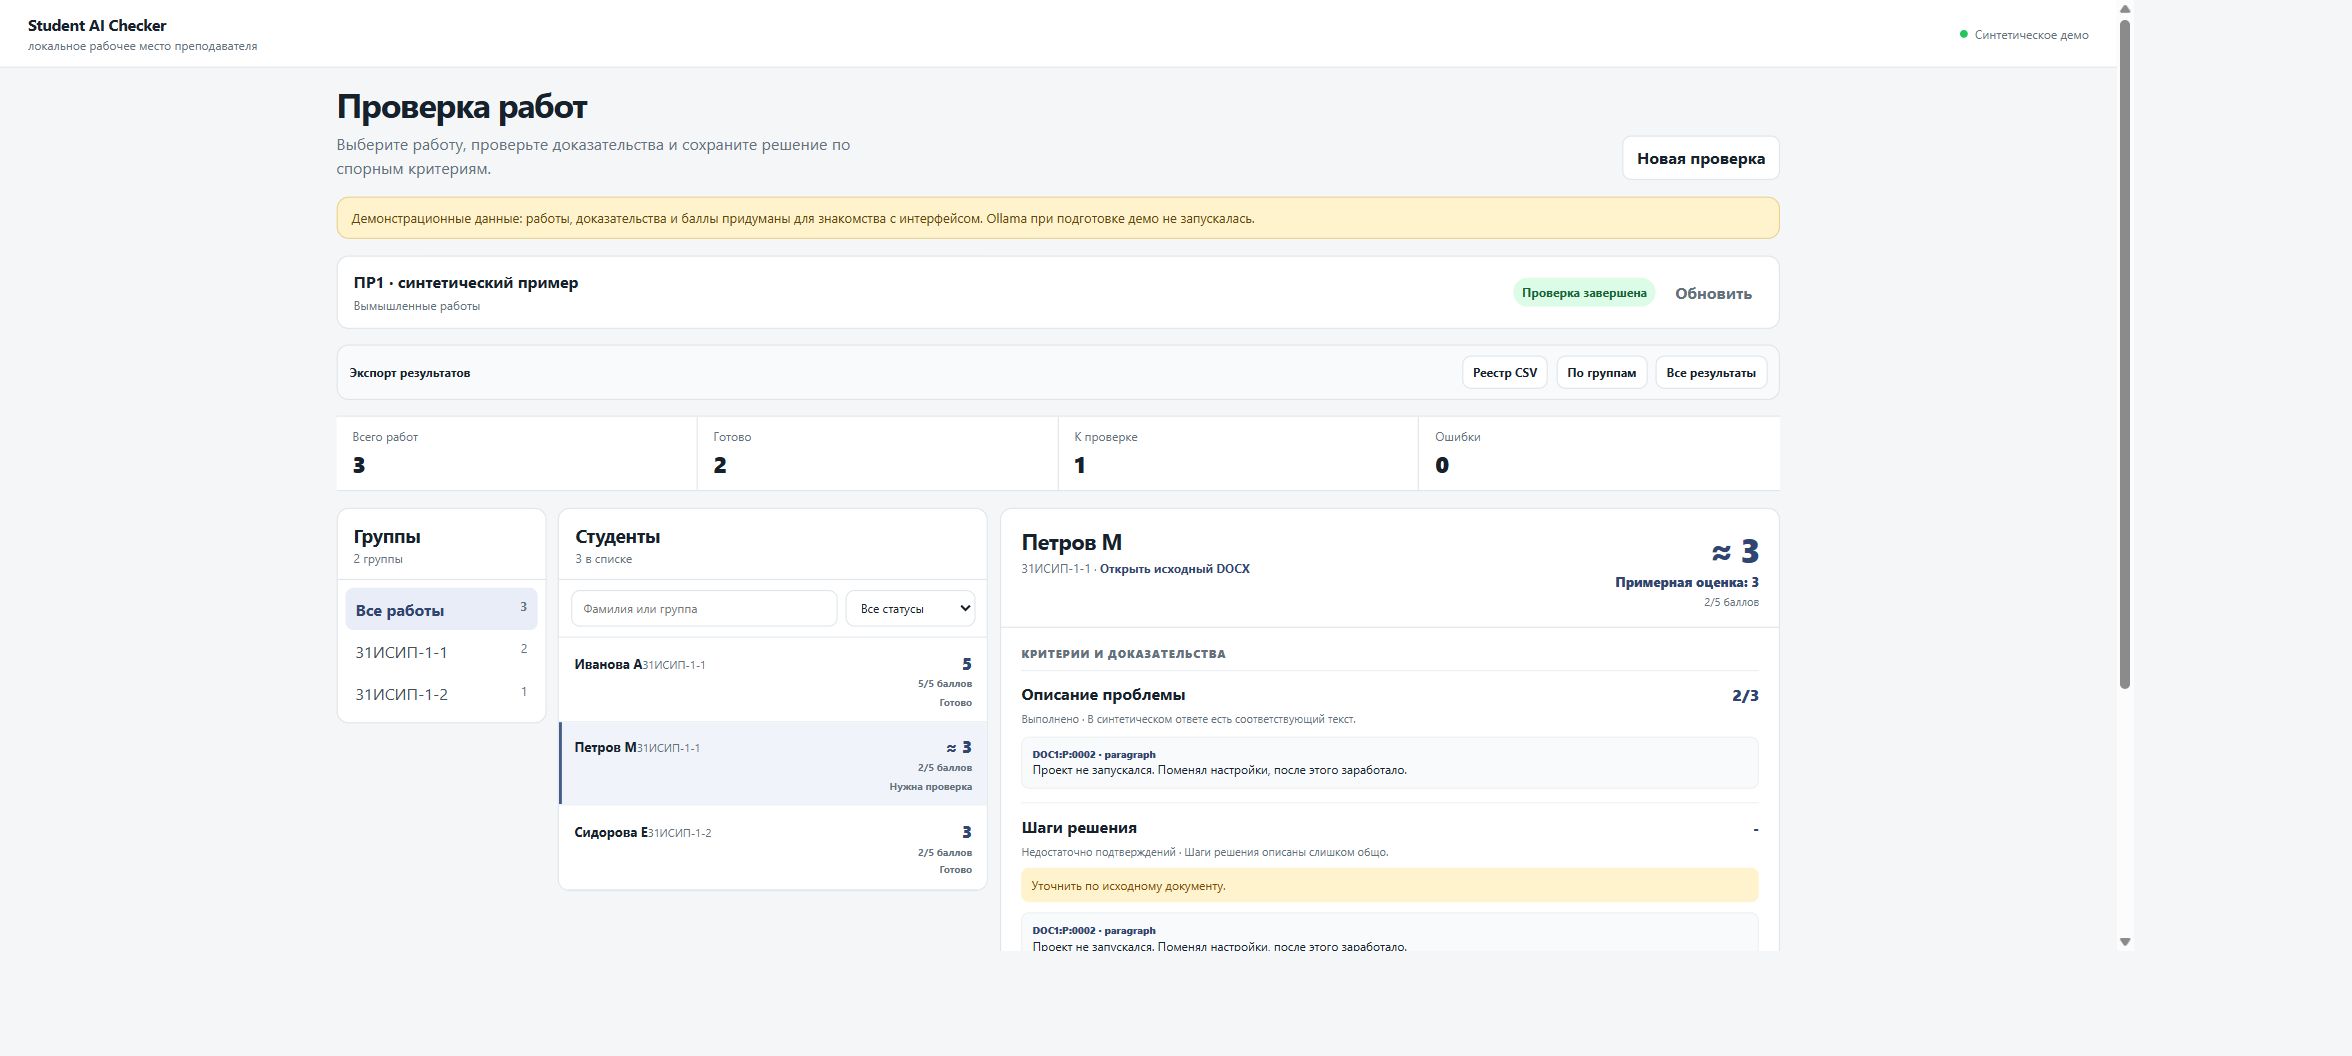 Student AI Checker
локальное рабочее место преподавателя
Синтетическое демо
Проверка работ
Выберите работу, проверьте доказательства и сохраните решение по
спорным критериям.
Новая проверка
Демонстрационные данные: работы, доказательства и баллы придуманы для знакомства с интерфейсом. Ollama при подготовке демо не запускалась.
ПР1 · синтетический пример
Вымышленные работы
Проверка завершена
Обновить
Экспорт результатов
Реестр CSV
По группам
Все результаты
Всего работ
3
Готово
2
К проверке
1
Ошибки
0
Группы
2 группы
Все работы 3
31ИСИП-1-1 2
31ИСИП-1-2 1
Студенты
3 в списке
Фамилия или группа
Все статусы
Иванова А31ИСИП-1-1 5
5/5 баллов
Готово
Петров М31ИСИП-1-1 ≈ 3
2/5 баллов
Нужна проверка
Сидорова Е31ИСИП-1-2 3
2/5 баллов
Готово
Петров М
31ИСИП-1-1 · Открыть исходный DOCX
≈ 3
Примерная оценка: 3
2/5 баллов
КРИТЕРИИ И ДОКАЗАТЕЛЬСТВА
Описание проблемы 2/3
Выполнено · В синтетическом ответе есть соответствующий текст.
DOC1:P:0002 · paragraph
Проект не запускался. Поменял настройки, после этого заработало.
Шаги решения -
Недостаточно подтверждений · Шаги решения описаны слишком общо.
Уточнить по исходному документу.
DOC1:P:0002 · paragraph
Проект не запускался. Поменял настройки, после этого заработало.